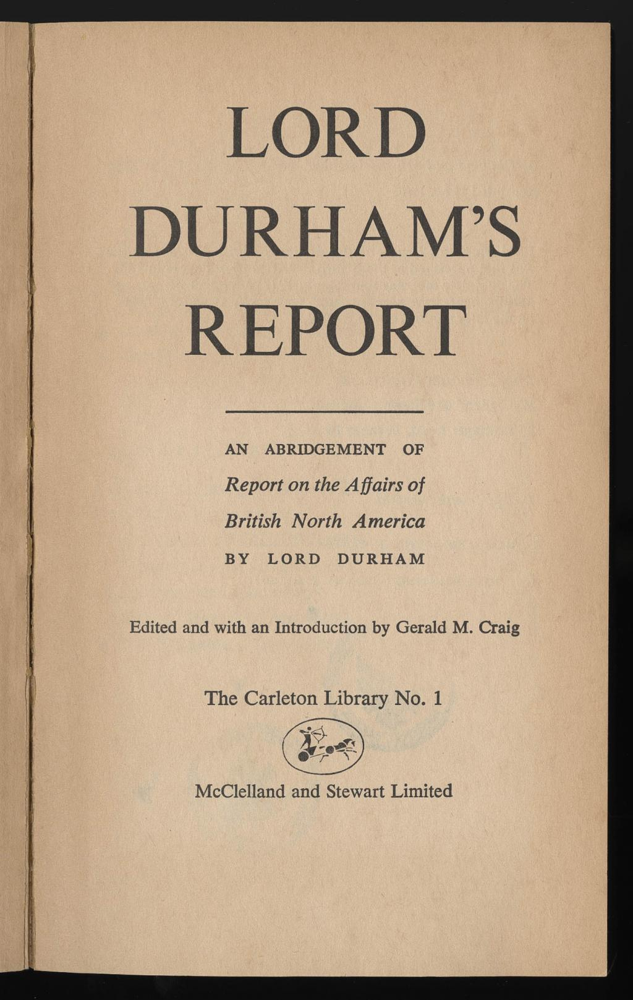 LORD
DURHAM'S
REPORT
AN ABRIDGEMENT OF
Report on the Affairs of
British North America
BY LORD DURHAM
Edited and with an Introduction by Gerald M. Craig
The Carleton Library No. 1
McClelland and Stewart Limited